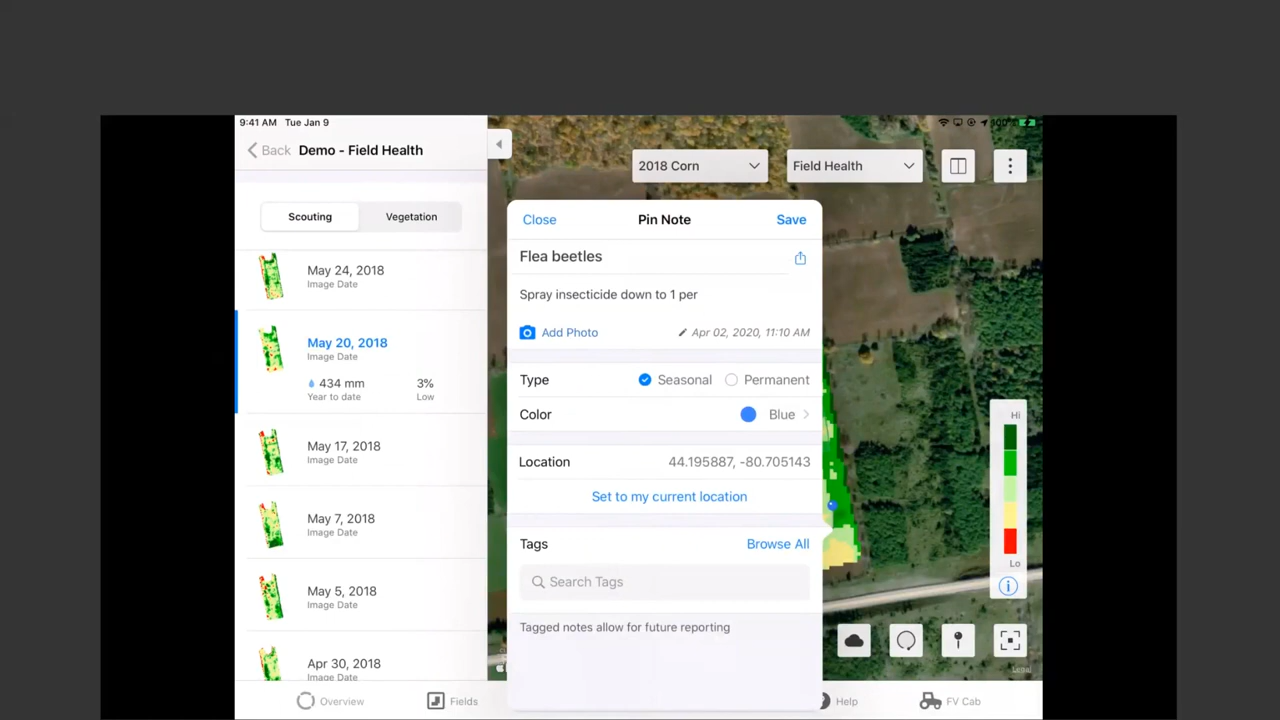 9:41 AM Tue Jan 9
100%
Back Demo - Field Health
Scouting Vegetation
May 24, 2018
Image Date
May 20, 2018
Image Date
434 mm 3%
Year to date Low
May 17, 2018
Image Date
May 7, 2018
Image Date
May 5, 2018
Image Date
Apr 30, 2018
Image Date
2018 Corn Field Health
Close Pin Note Save
Flea beetles
Spray insecticide down to 1 per
Add Photo Apr 02, 2020, 11:10 AM
Type Seasonal Permanent
Color Blue
Location 44.195887, -80.705143
Set to my current location
Tags Browse All
Search Tags
Tagged notes allow for future reporting
Hi
Lo
Legal
Overview Fields Help FV Cab